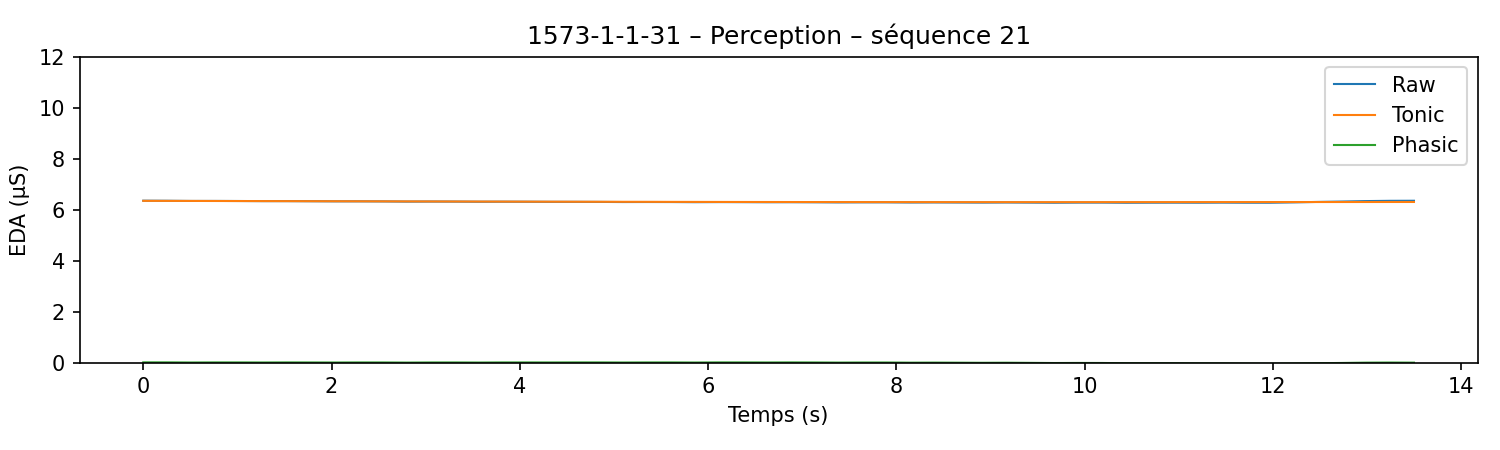 1573-1-1-31 – Perception – séquence 21
12
10
8
6
4
2
0
EDA (µS)
Raw
Tonic
Phasic
0 2 4 6 8 10 12 14
Temps (s)